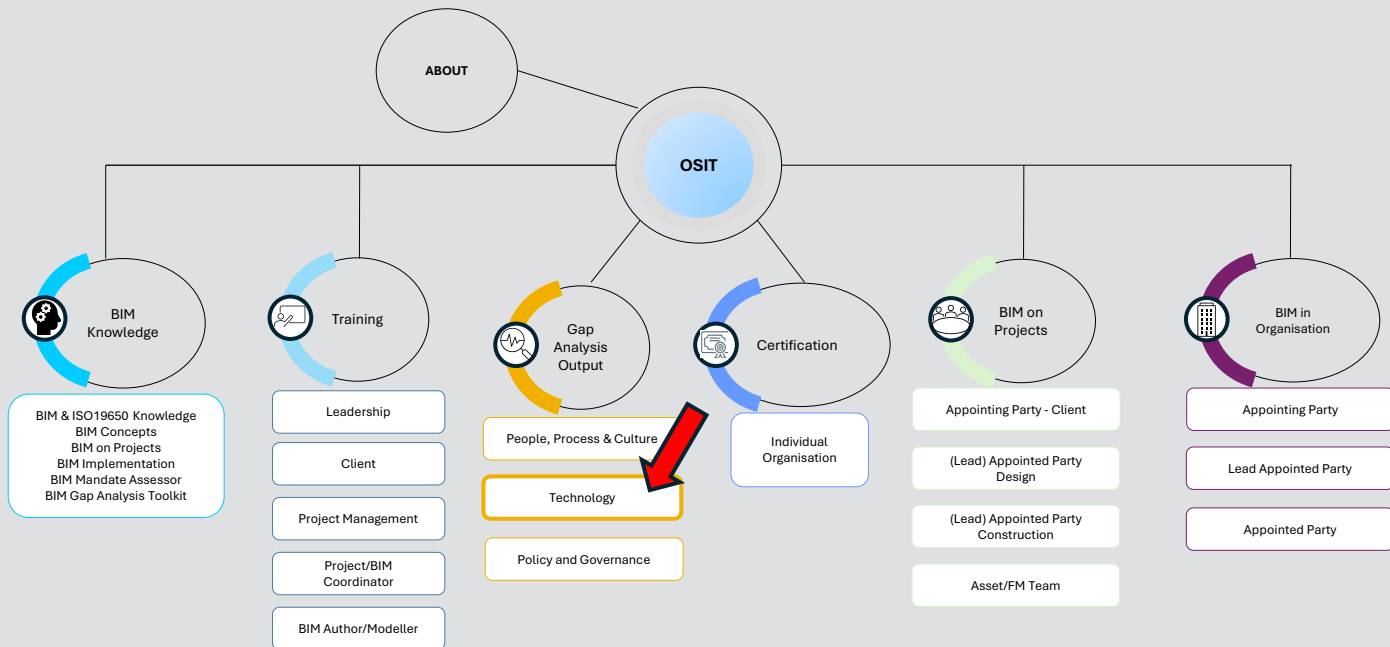 ABOUT
OSIT
BIM
Knowledge
Training
Gap
Analysis
Output
Certification
BIM on
Projects
BIM in
Organisation
BIM & ISO19650 Knowledge
BIM Concepts
BIM on Projects
BIM Implementation
BIM Mandate Assessor
BIM Gap Analysis Toolkit
Leadership
Client
Project Management
Project/BIM
Coordinator
BIM Author/Modeller
People, Process & Culture
Technology
Policy and Governance
Individual
Organisation
Appointing Party - Client
(Lead) Appointed Party
Design
(Lead) Appointed Party
Construction
Asset/FM Team
Appointing Party
Lead Appointed Party
Appointed Party